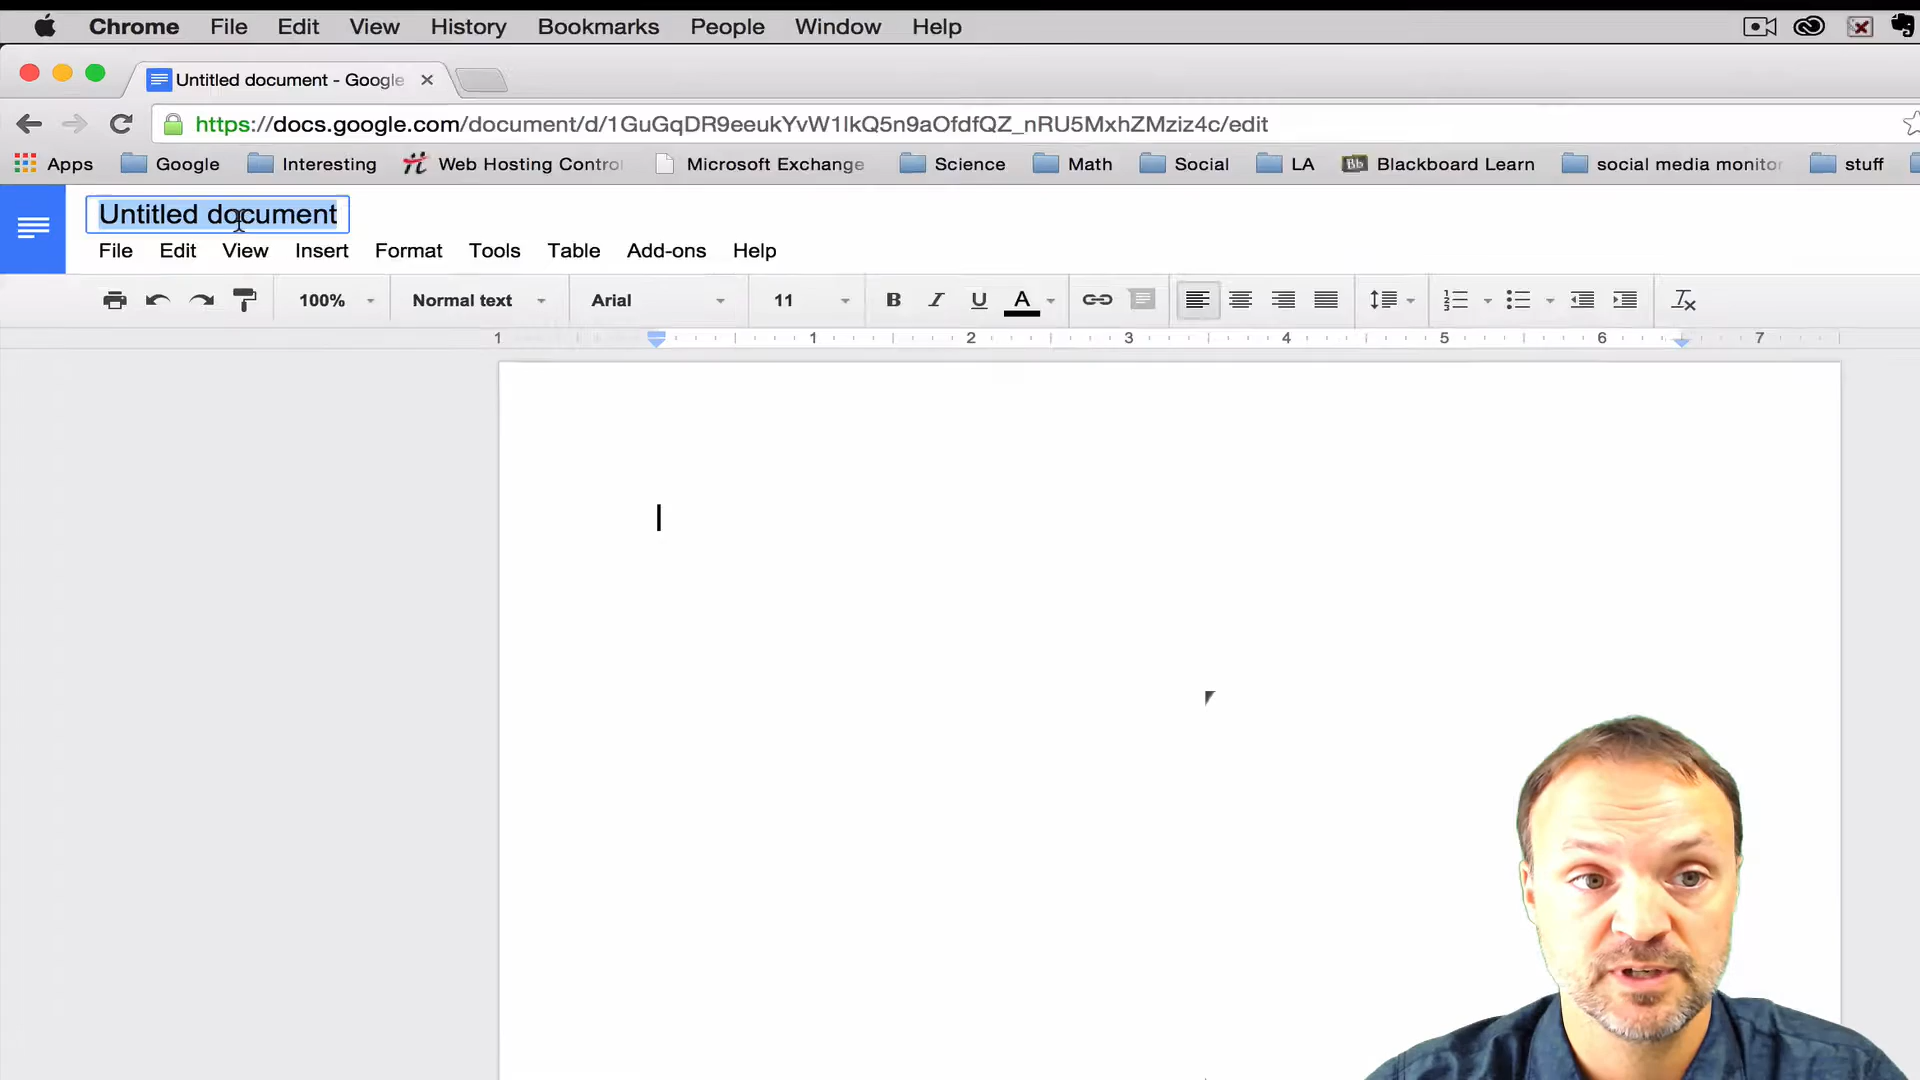 Chrome File Edit View History Bookmarks People Window Help
Untitled document - Google
https://docs.google.com/document/d/1GuGqDR9eeukYvW1lkQ5n9aOfdfQZ_nRU5MxhZMziz4c/edit
Apps Google Interesting Web Hosting Contro Microsoft Exchange Science Math Social LA Bb Blackboard Learn social media monitor stuff
Untitled document
File Edit View Insert Format Tools Table Add-ons Help
100% Normal text Arial 11 B I U A
1 1 2 3 4 5 6 7